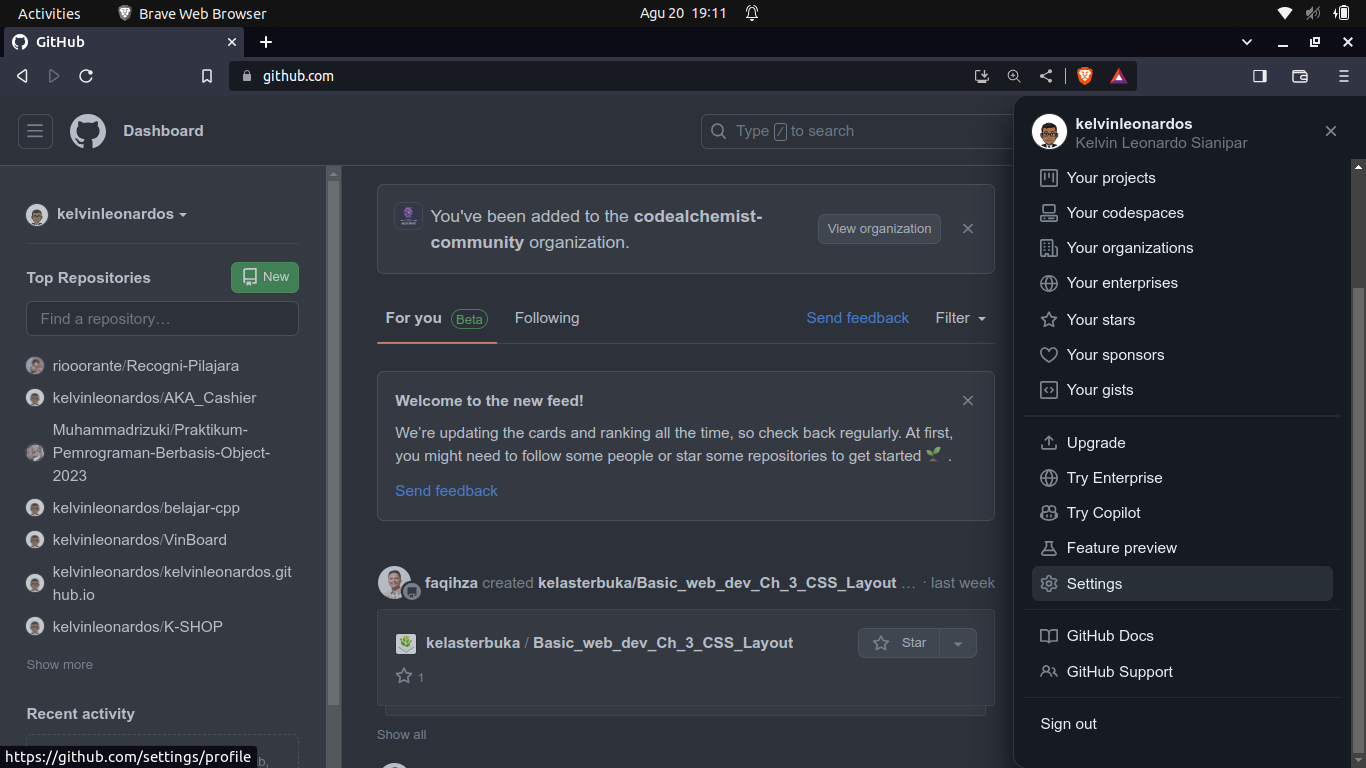 Activities
Brave Web Browser
Agu 20 19:11
GitHub
github.com
Dashboard
Type / to search
kelvinleonardos
Top Repositories
New
Find a repository…
riooorante/Recogni-Pilajara
kelvinleonardos/AKA_Cashier
Muhammadrizuki/Praktikum-
Pemrograman-Berbasis-Object-
2023
kelvinleonardos/belajar-cpp
kelvinleonardos/VinBoard
kelvinleonardos/kelvinleonardos.git
hub.io
kelvinleonardos/K-SHOP
Show more
Recent activity
https://github.com/settings/profile
You've been added to the codealchemist-
community organization.
View organization
For you Beta
Following
Send feedback
Filter
Welcome to the new feed!
We're updating the cards and ranking all the time, so check back regularly. At first,
you might need to follow some people or star some repositories to get started 🌱 .
Send feedback
faqihza created kelasterbuka/Basic_web_dev_Ch_3_CSS_Layout … · last week
kelasterbuka / Basic_web_dev_Ch_3_CSS_Layout
Star
1
Show all
kelvinleonardos
Kelvin Leonardo Sianipar
Your projects
Your codespaces
Your organizations
Your enterprises
Your stars
Your sponsors
Your gists
Upgrade
Try Enterprise
Try Copilot
Feature preview
Settings
GitHub Docs
GitHub Support
Sign out